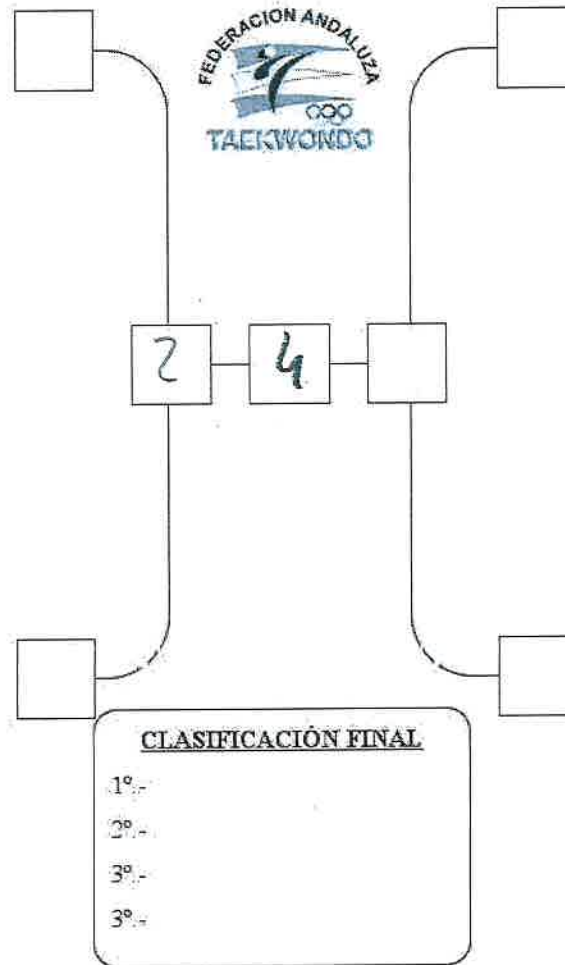 FEDERACION ANDALUZA
TAEKWONDO
2 4
CLASIFICACIÓN FINAL
1º.-
2º.-
3º.-
3º.-